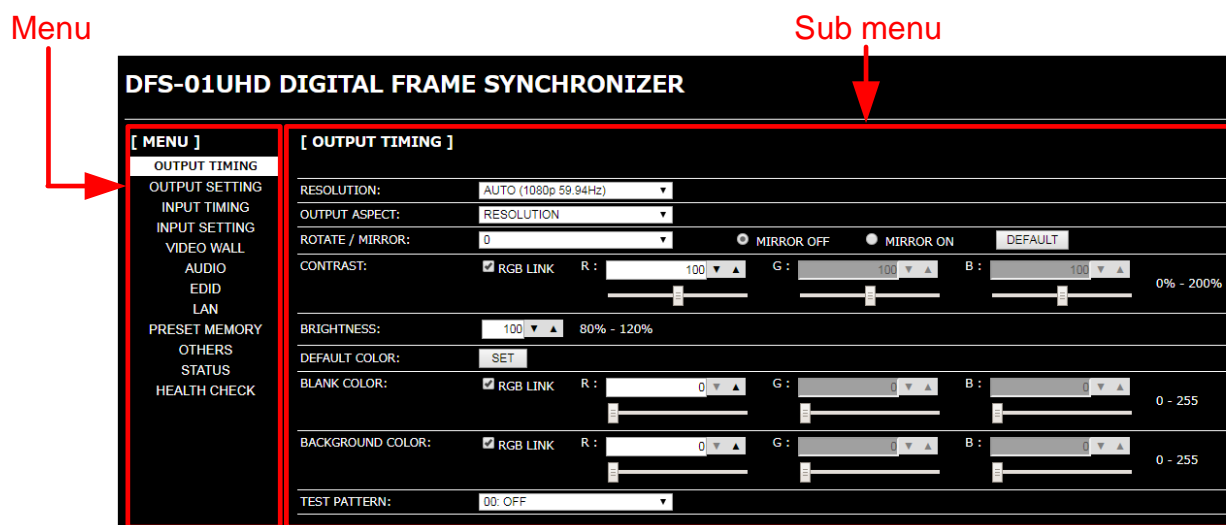 Menu
Sub menu
DFS-01UHD DIGITAL FRAME SYNCHRONIZER
[ MENU ]
OUTPUT TIMING
OUTPUT SETTING
INPUT TIMING
INPUT SETTING
VIDEO WALL
AUDIO
EDID
LAN
PRESET MEMORY
OTHERS
STATUS
HEALTH CHECK
[ OUTPUT TIMING ]
RESOLUTION: AUTO (1080p 59.94Hz)
OUTPUT ASPECT: RESOLUTION
ROTATE / MIRROR: 0 MIRROR OFF MIRROR ON DEFAULT
CONTRAST: RGB LINK R : 100 G : 100 B : 100 0% - 200%
BRIGHTNESS: 100 80% - 120%
DEFAULT COLOR: SET
BLANK COLOR: RGB LINK R : 0 G : 0 B : 0 0 - 255
BACKGROUND COLOR: RGB LINK R : 0 G : 0 B : 0 0 - 255
TEST PATTERN: 00: OFF